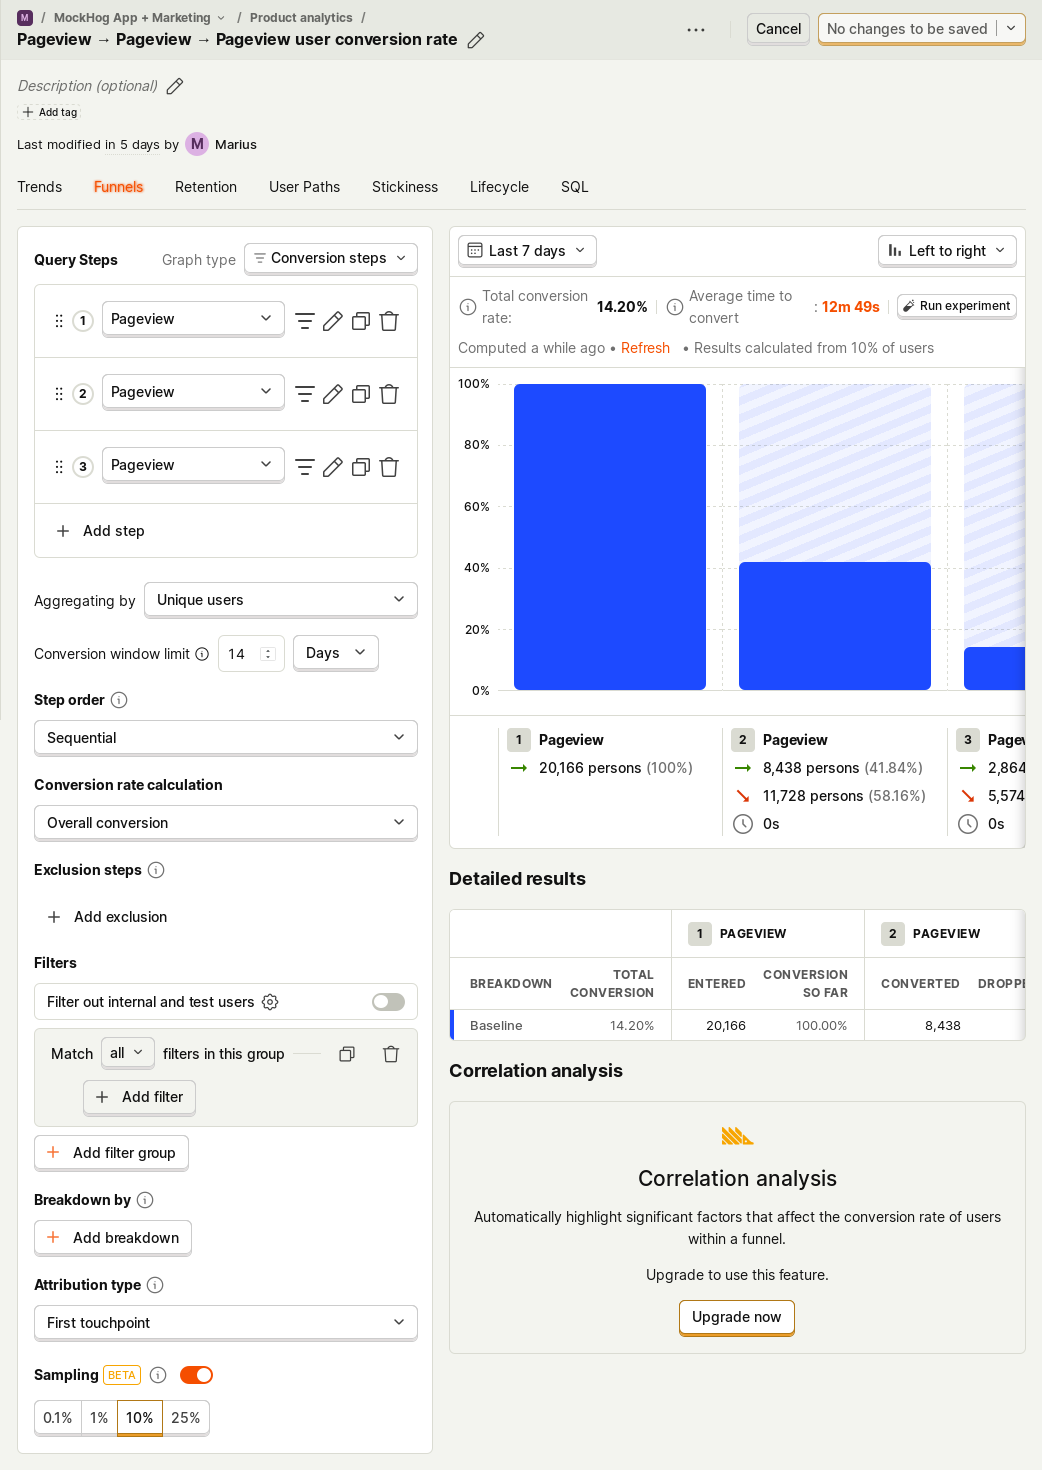 M / MockHog App + Marketing / Product analytics /
Pageview → Pageview → Pageview user conversion rate
Cancel
No changes to be saved
Description (optional)
Add tag
Last modified in 5 days by M Marius
Trends Funnels Retention User Paths Stickiness Lifecycle SQL
Query Steps
Graph type
Conversion steps
1 Pageview
2 Pageview
3 Pageview
Add step
Aggregating by Unique users
Conversion window limit 14 Days
Step order
Sequential
Conversion rate calculation
Overall conversion
Exclusion steps
Add exclusion
Filters
Filter out internal and test users
Match all filters in this group
Add filter
Add filter group
Breakdown by
Add breakdown
Attribution type
First touchpoint
Sampling BETA
0.1% 1% 10% 25%
Last 7 days
Left to right
Total conversion rate: 14.20%
Average time to convert : 12m 49s
Run experiment
Computed a while ago • Refresh • Results calculated from 10% of users
100%
80%
60%
40%
20%
0%
1 Pageview
20,166 persons (100%)
2 Pageview
8,438 persons (41.84%)
11,728 persons (58.16%)
0s
3 Pagev
2,864
5,574
0s
Detailed results
1 PAGEVIEW 2 PAGEVIEW
BREAKDOWN TOTAL CONVERSION ENTERED CONVERSION SO FAR CONVERTED DROPPE
Baseline 14.20% 20,166 100.00% 8,438
Correlation analysis
Correlation analysis
Automatically highlight significant factors that affect the conversion rate of users
within a funnel.
Upgrade to use this feature.
Upgrade now